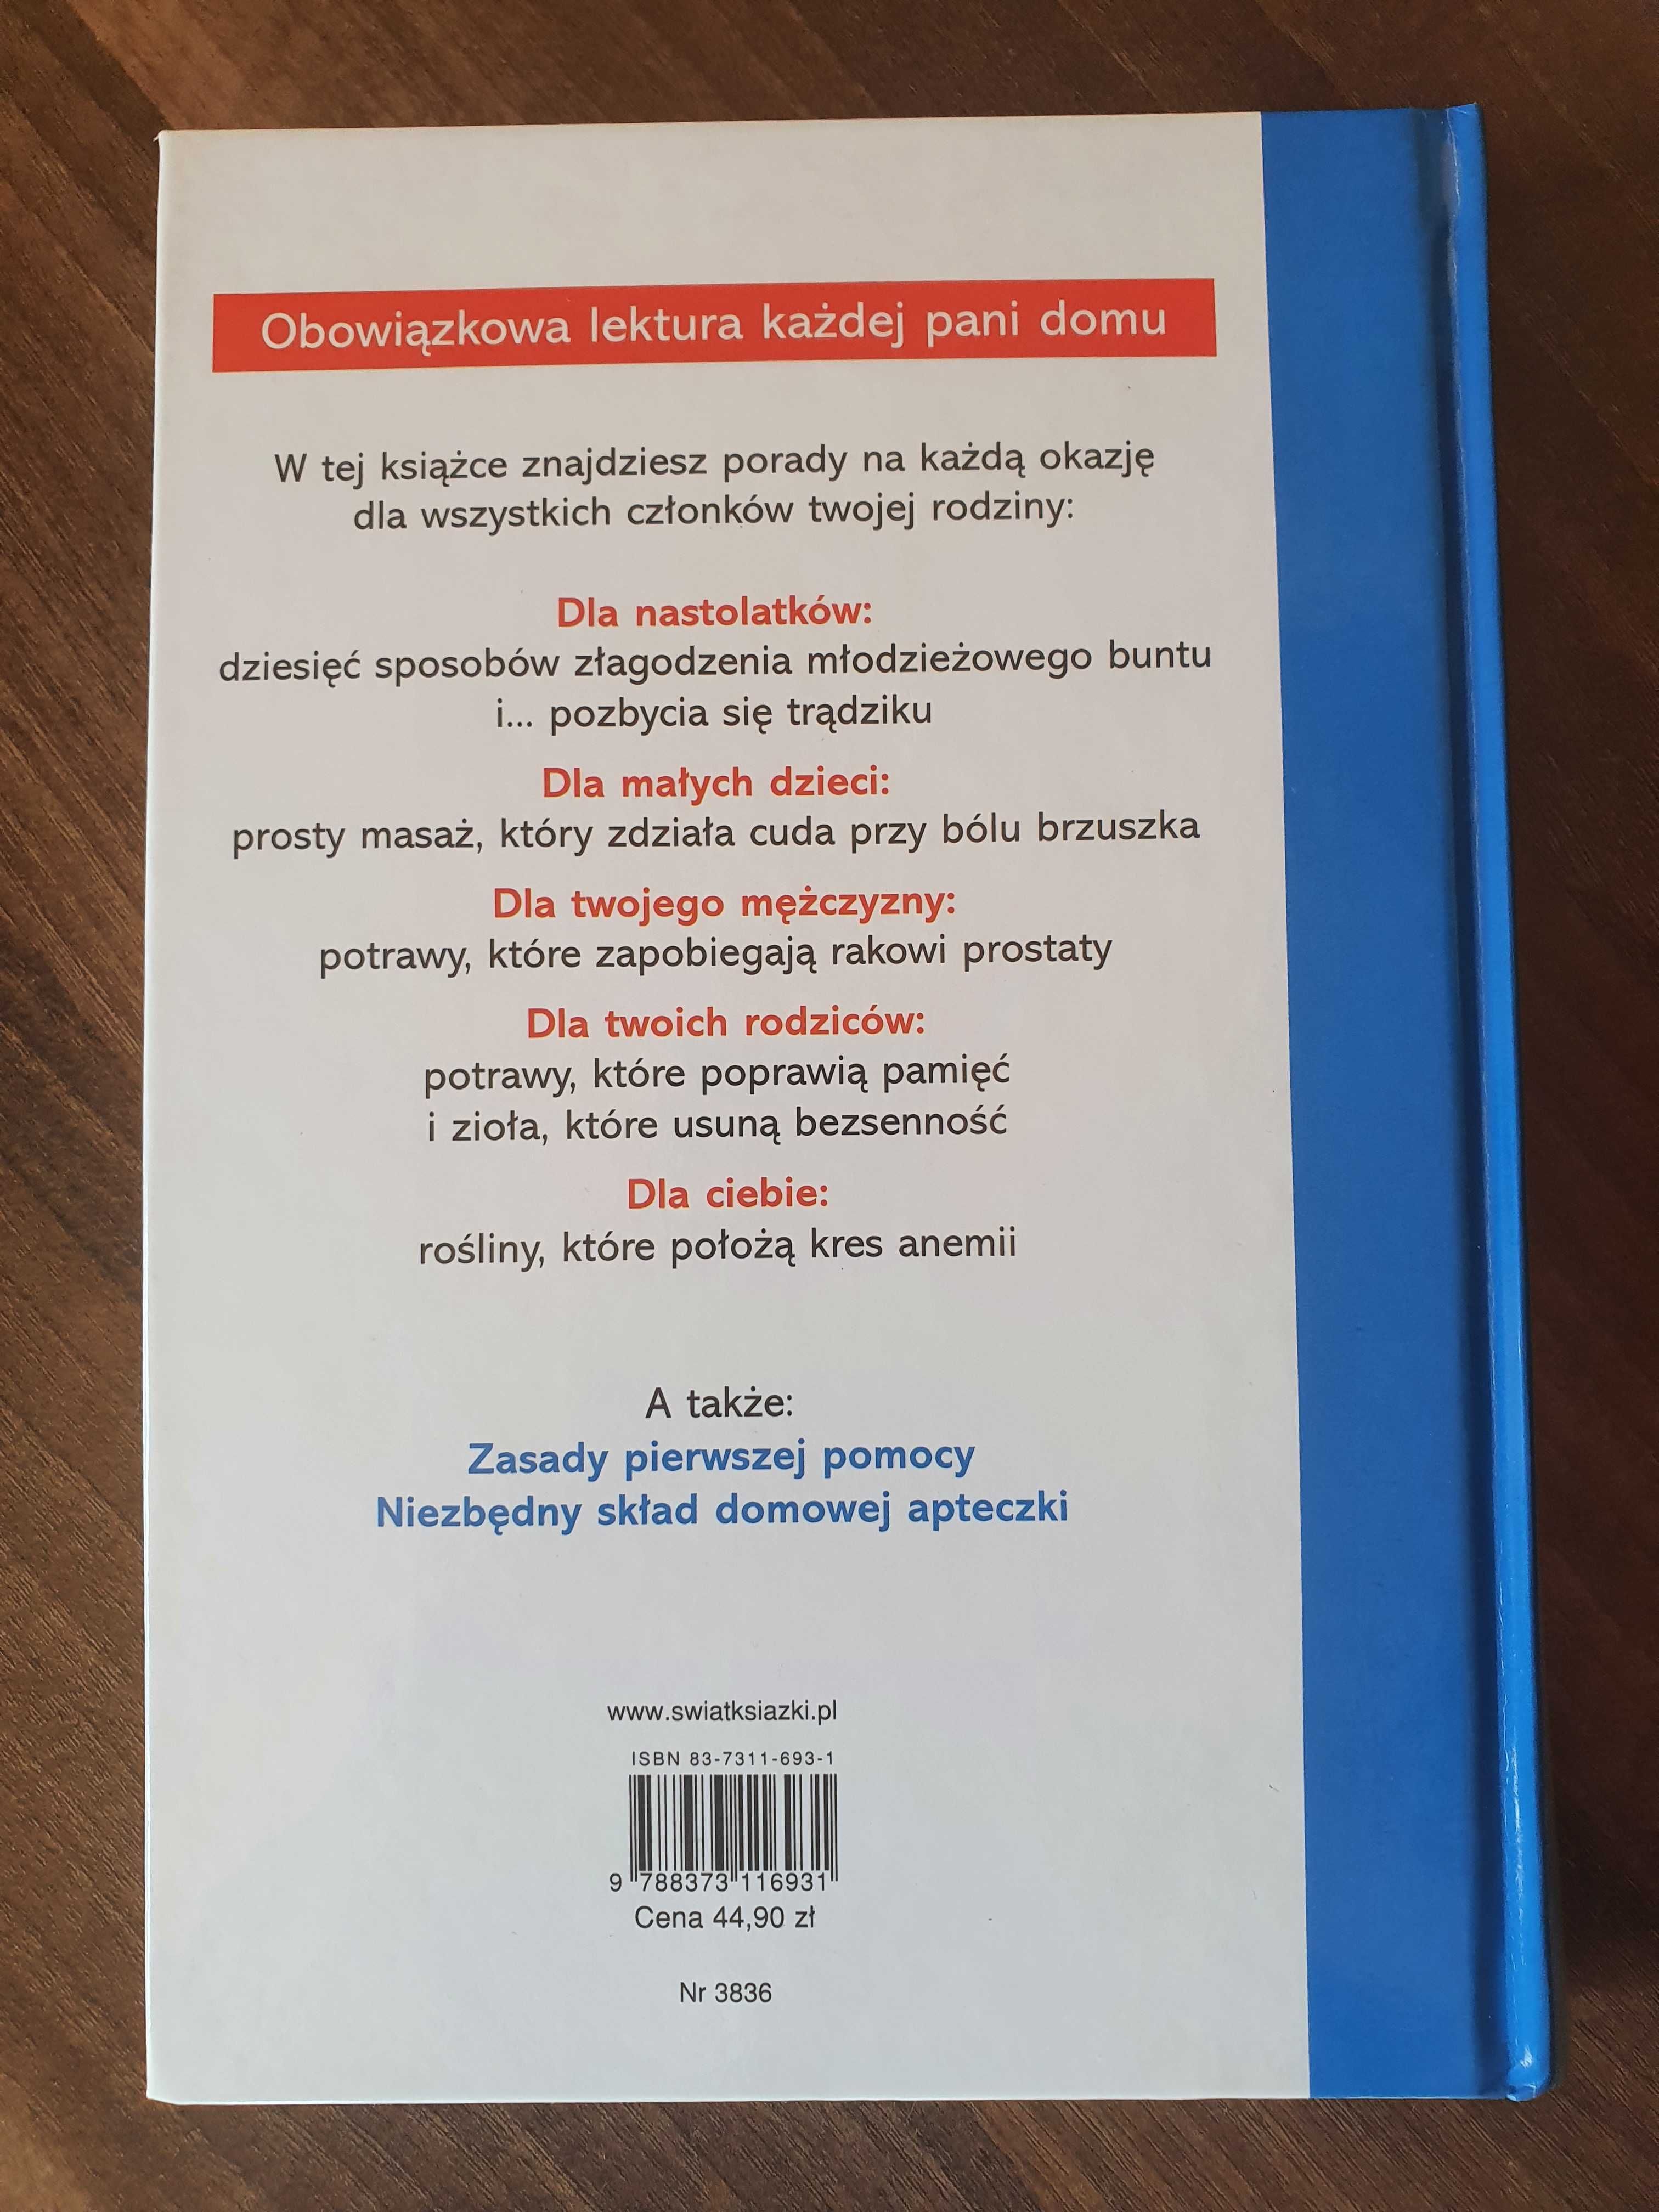 Obowiązkowa lektura każdej pani domu
W tej książce znajdziesz porady na każdą okazję
dla wszystkich członków twojej rodziny:
Dla nastolatków:
dziesięć sposobów złagodzenia młodzieżowego buntu
i... pozbycia się trądziku
Dla małych dzieci:
prosty masaż, który zdziała cuda przy bólu brzuszka
Dla twojego mężczyzny:
potrawy, które zapobiegają rakowi prostaty
Dla twoich rodziców:
potrawy, które poprawią pamięć
i zioła, które usuną bezsenność
Dla ciebie:
rośliny, które położą kres anemii
A także:
Zasady pierwszej pomocy
Niezbędny skład domowej apteczki
www.swiatksiazki.pl
ISBN 83-7311-693-1
9 788373 116931
Cena 44,90 zł
Nr 3836